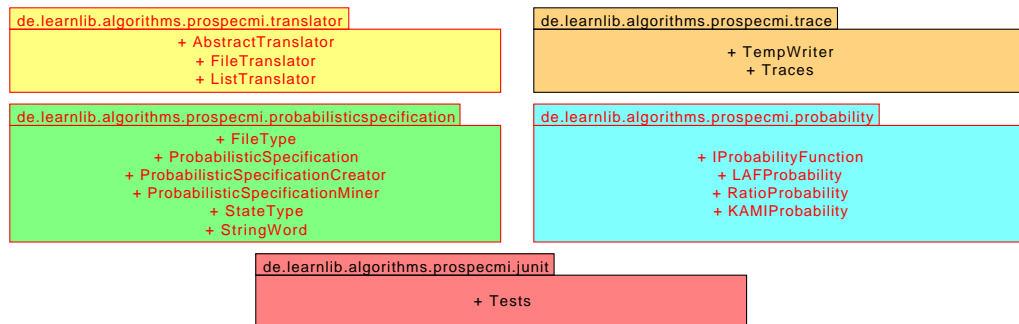 de.learnlib.algorithms.prospecmi.translator
+ AbstractTranslator
+ FileTranslator
+ ListTranslator
de.learnlib.algorithms.prospecmi.trace
+ TempWriter
+ Traces
de.learnlib.algorithms.prospecmi.probabilisticspecification
+ FileType
+ ProbabilisticSpecification
+ ProbabilisticSpecificationCreator
+ ProbabilisticSpecificationMiner
+ StateType
+ StringWord
de.learnlib.algorithms.prospecmi.probability
+ IProbabilityFunction
+ LAFProbability
+ RatioProbability
+ KAMIProbability
de.learnlib.algorithms.prospecmi.junit
+ Tests